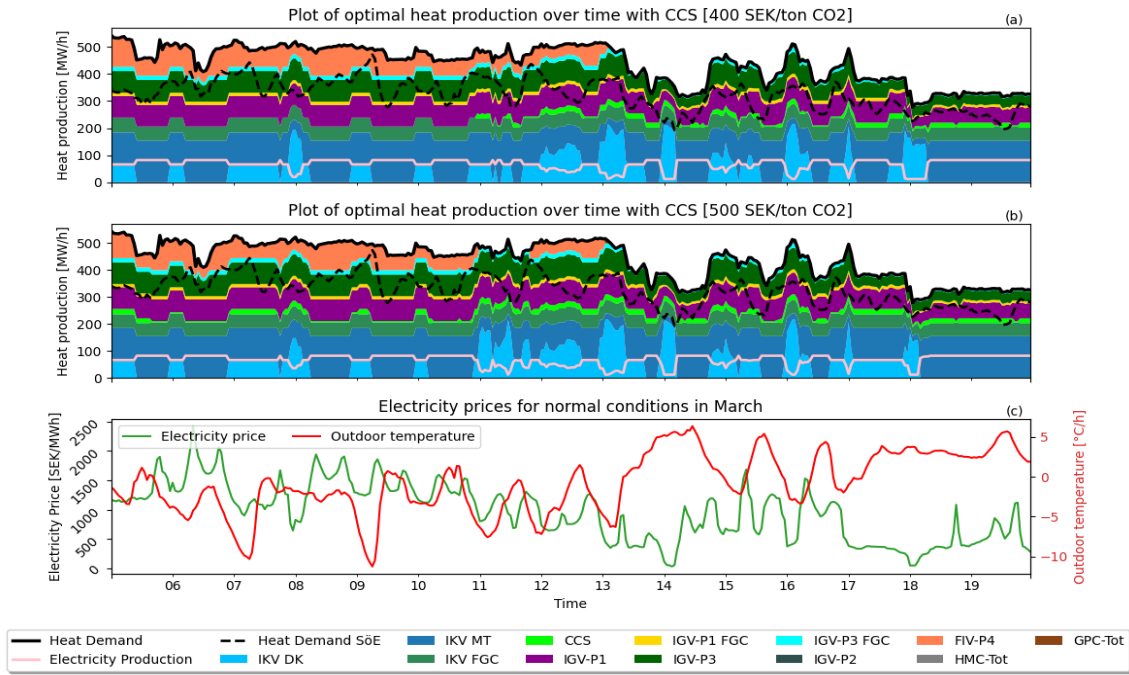 Plot of optimal heat production over time with CCS [400 SEK/ton CO2]
(a)
Heat production [MW/h]
500
400
300
200
100
0
Plot of optimal heat production over time with CCS [500 SEK/ton CO2]
(b)
Heat production [MW/h]
500
400
300
200
100
0
Electricity prices for normal conditions in March
(c)
Electricity Price [SEK/MWh]
2500
2000
1500
1000
500
0
Electricity price
Outdoor temperature
5
0
−5
−10
Outdoor temperature [°C/h]
06 07 08 09 10 11 12 13 14 15 16 17 18 19
Time
Heat Demand Heat Demand SöE IKV MT CCS IGV-P1 FGC IGV-P3 FGC FIV-P4 GPC-Tot
Electricity Production IKV DK IKV FGC IGV-P1 IGV-P3 IGV-P2 HMC-Tot